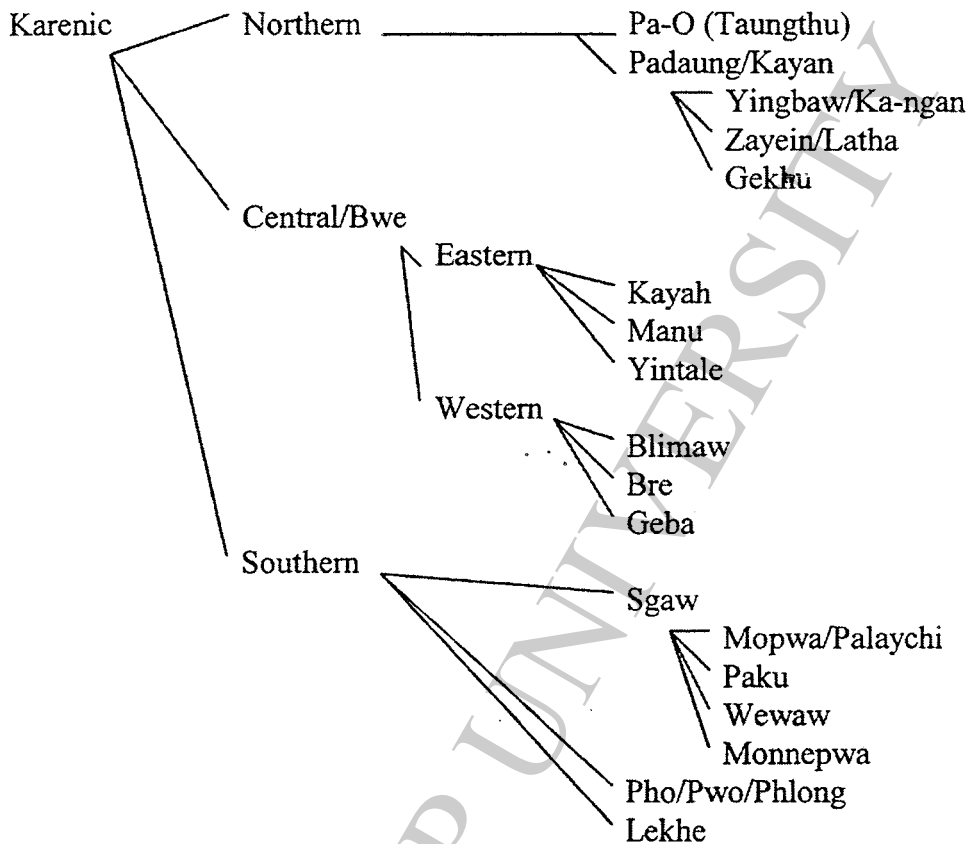 Karenic Northern Pa-O (Taungthu)
Padaung/Kayan
Yingbaw/Ka-ngan
Zayein/Latha
Gekhu
Central/Bwe
Eastern
Kayah
Manu
Yintale
Western
Blimaw
Bre
Geba
Southern
Sgaw
Mopwa/Palaychi
Paku
Wewaw
Monnepwa
Pho/Pwo/Phlong
Lekhe
P UNIVERSITY